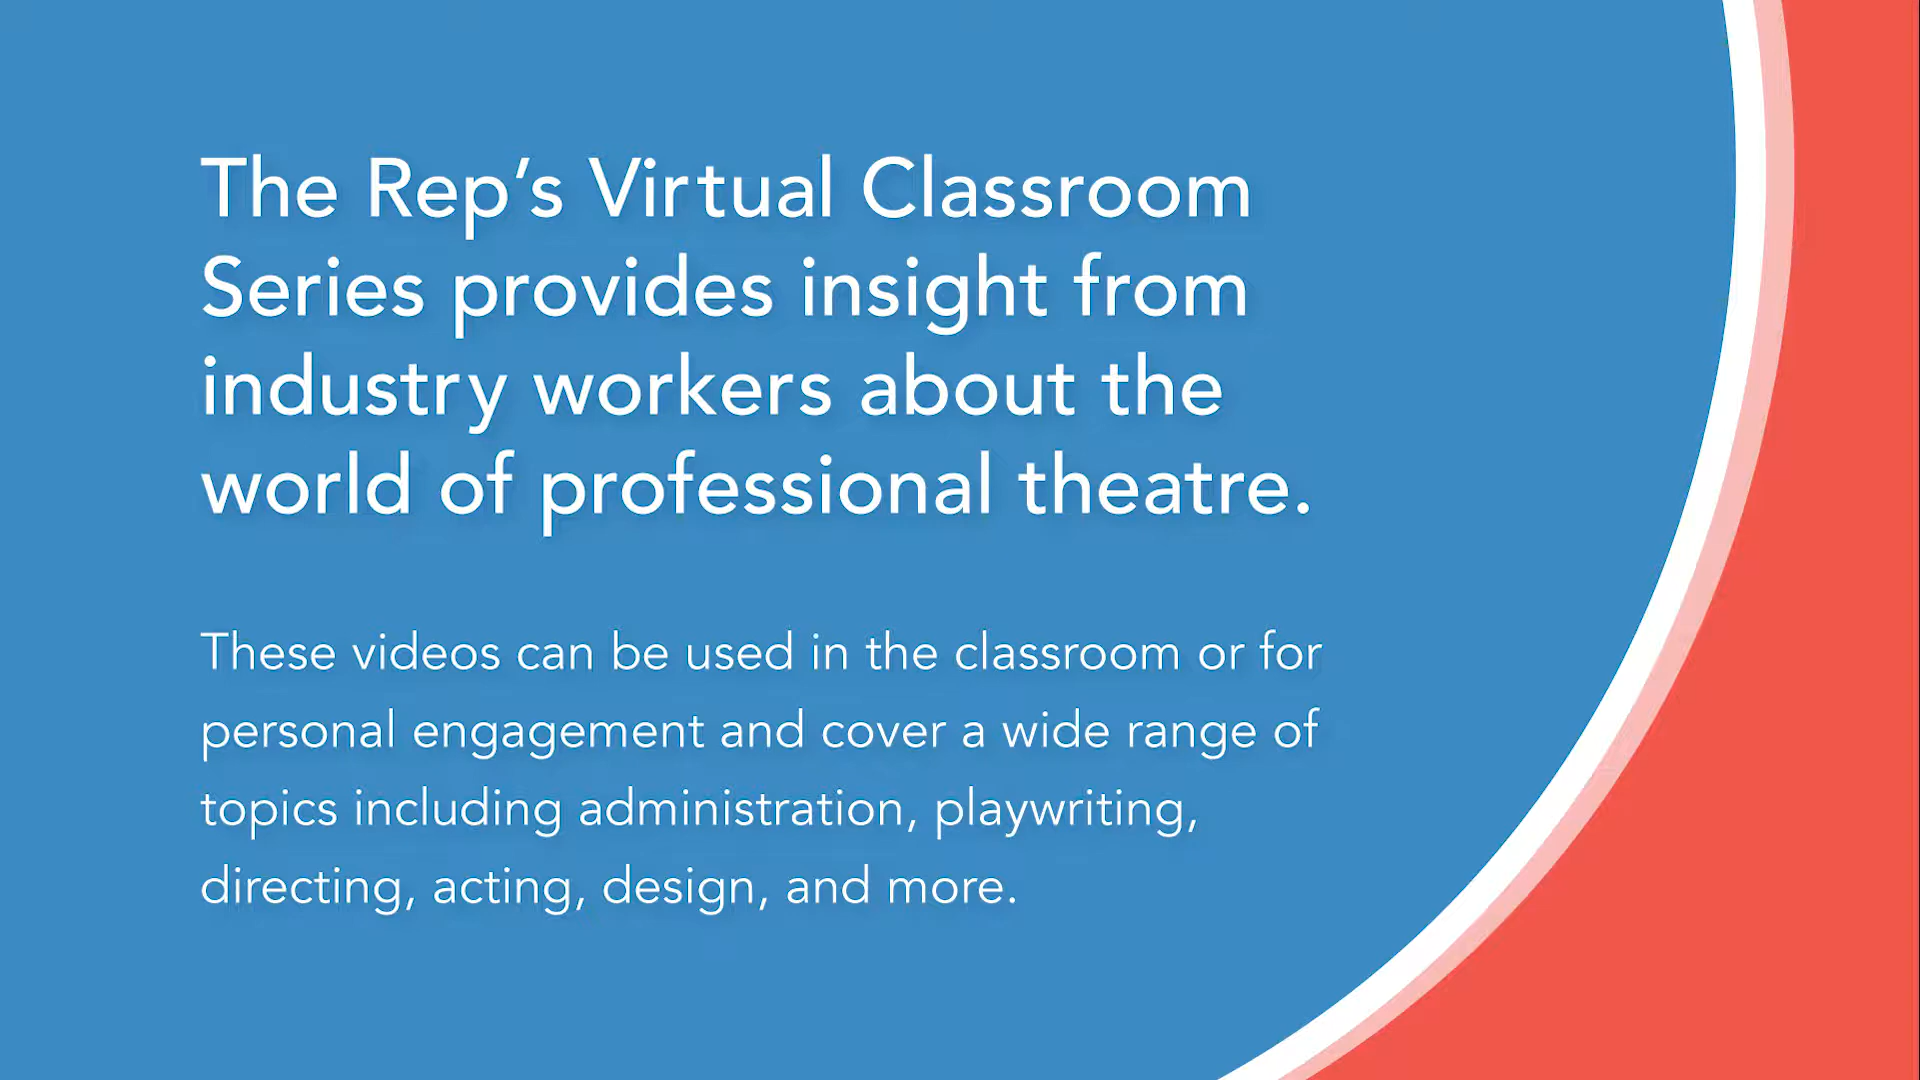 The Rep’s Virtual Classroom
Series provides insight from
industry workers about the
world of professional theatre.
These videos can be used in the classroom or for
personal engagement and cover a wide range of
topics including administration, playwriting,
directing, acting, design, and more.